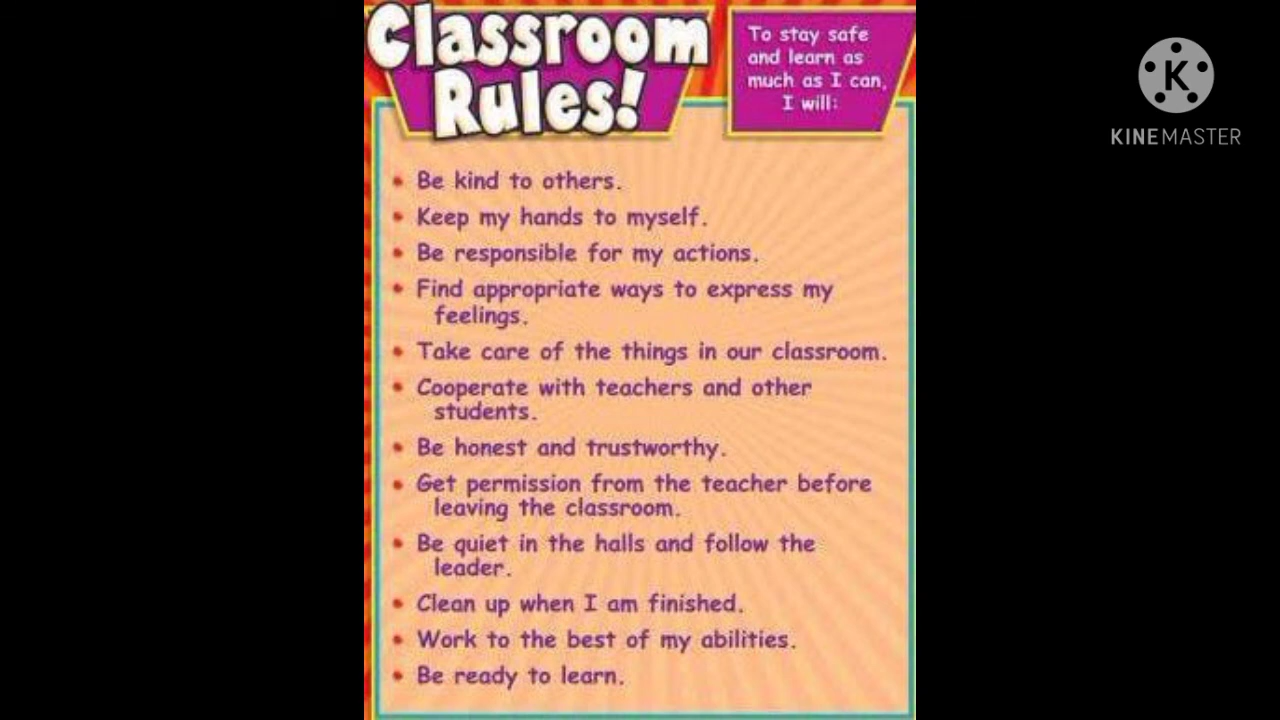 Classroom
Rules!
To stay safe
and learn as
much as I can,
I will:
• Be kind to others.
• Keep my hands to myself.
• Be responsible for my actions.
• Find appropriate ways to express my
feelings.
• Take care of the things in our classroom.
• Cooperate with teachers and other
students.
• Be honest and trustworthy.
• Get permission from the teacher before
leaving the classroom.
• Be quiet in the halls and follow the
leader.
• Clean up when I am finished.
• Work to the best of my abilities.
• Be ready to learn.
K
KINEMASTER